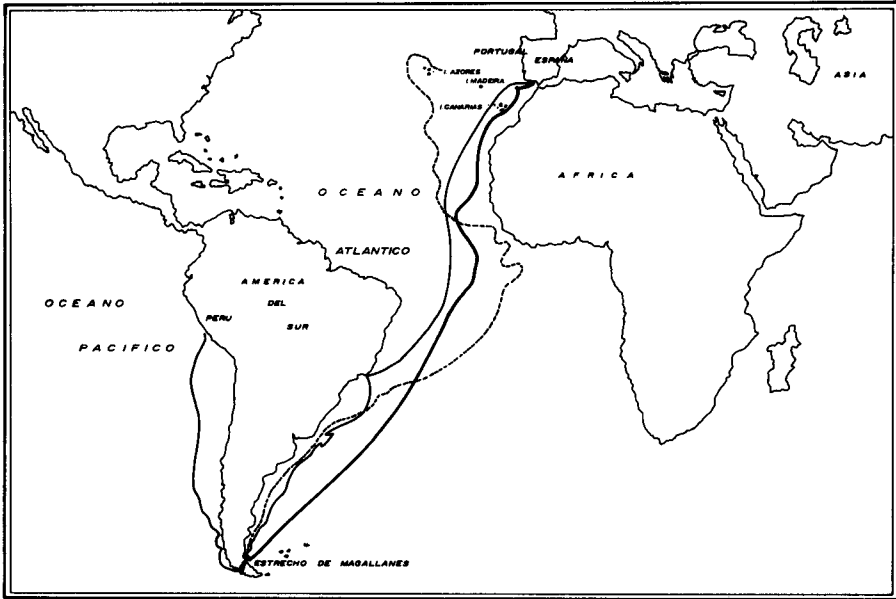 PORTUGAL
ESPAÑA
I AZORES
I MADERA
I CANARIAS
ASIA
AFRICA
OCEANO
ATLANTICO
AMERICA
DEL
SUR
PERU
OCEANO
PACIFICO
ESTRECHO DE MAGALLANES